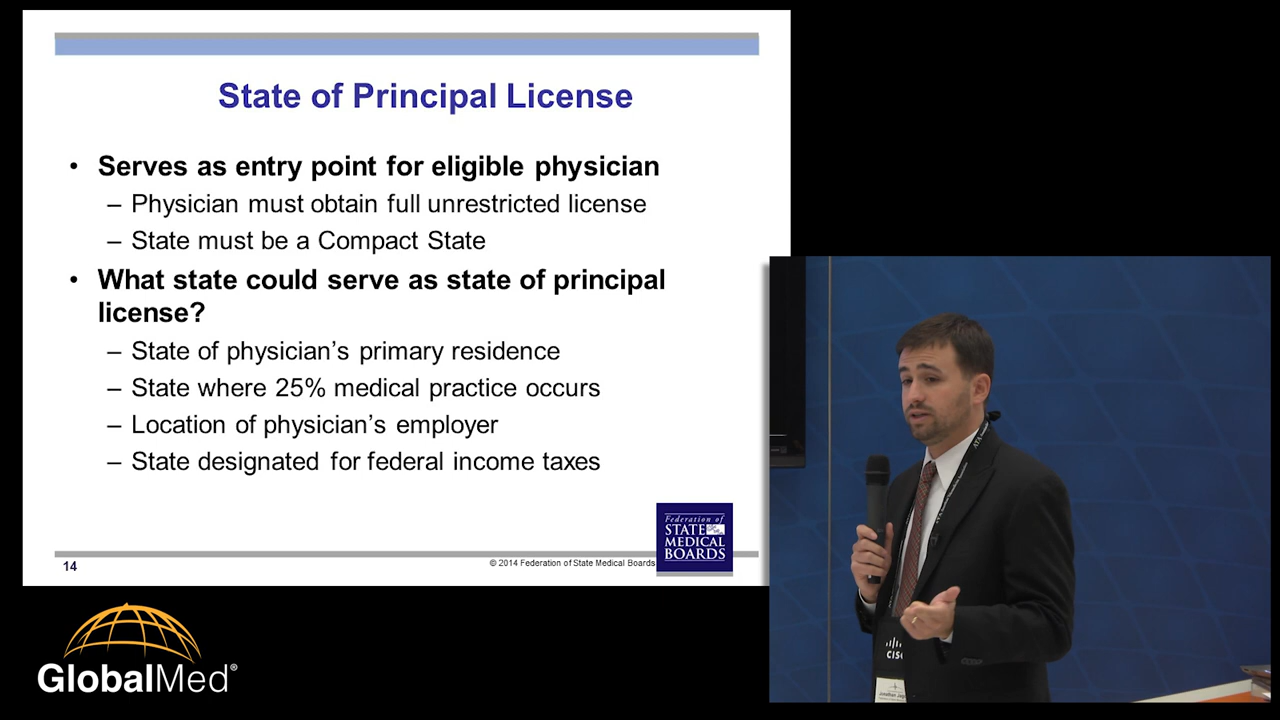 State of Principal License
• Serves as entry point for eligible physician
– Physician must obtain full unrestricted license
– State must be a Compact State
• What state could serve as state of principal
license?
– State of physician's primary residence
– State where 25% medical practice occurs
– Location of physician's employer
– State designated for federal income taxes
Federation of
STATE
MEDICAL
BOARDS
14
© 2014 Federation of State Medical Boards
GlobalMed®
ATA
CISC
Jonathan